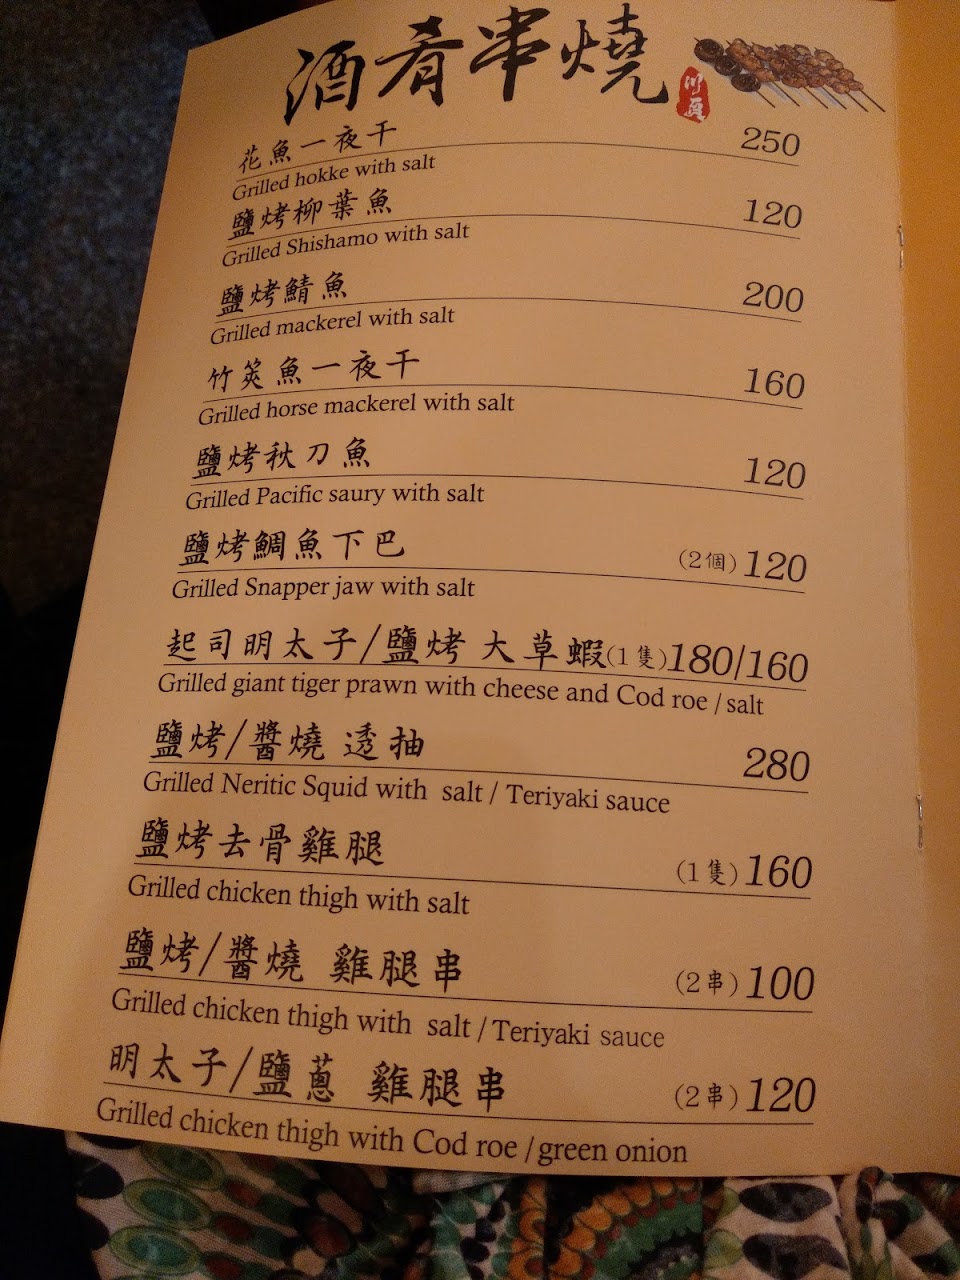 酒肴串燒
花魚一夜干 250
Grilled hokke with salt
鹽烤柳葉魚 120
Grilled Shishamo with salt
鹽烤鯖魚 200
Grilled mackerel with salt
竹筴魚一夜干 160
Grilled horse mackerel with salt
鹽烤秋刀魚 120
Grilled Pacific saury with salt
鹽烤鯛魚下巴 (2個) 120
Grilled Snapper jaw with salt
起司明太子/鹽烤 大草蝦(1隻)180/160
Grilled giant tiger prawn with cheese and Cod roe / salt
鹽烤/醬燒 透抽 280
Grilled Neritic Squid with salt / Teriyaki sauce
鹽烤去骨雞腿 (1隻) 160
Grilled chicken thigh with salt
鹽烤/醬燒 雞腿串 (2串) 100
Grilled chicken thigh with salt / Teriyaki sauce
明太子/鹽蔥 雞腿串 (2串) 120
Grilled chicken thigh with Cod roe / green onion